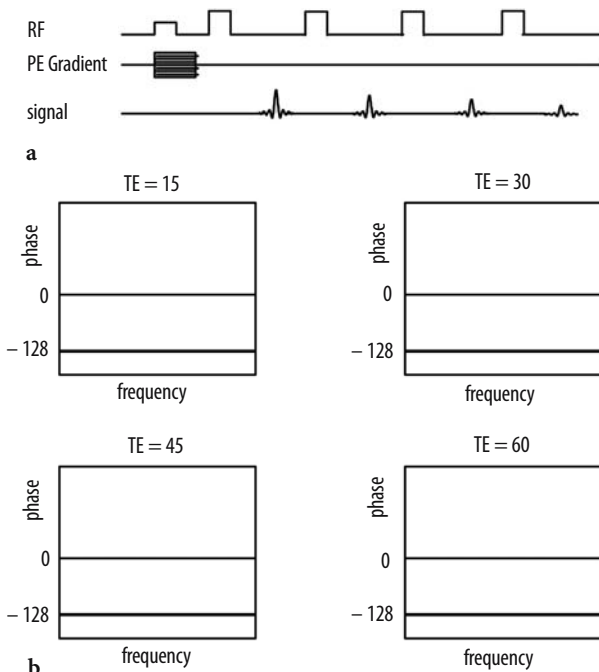 RF
PE Gradient
signal
a
TE = 15
TE = 30
phase
0
– 128
frequency
phase
0
– 128
frequency
TE = 45
TE = 60
phase
0
– 128
frequency
phase
0
– 128
frequency
b